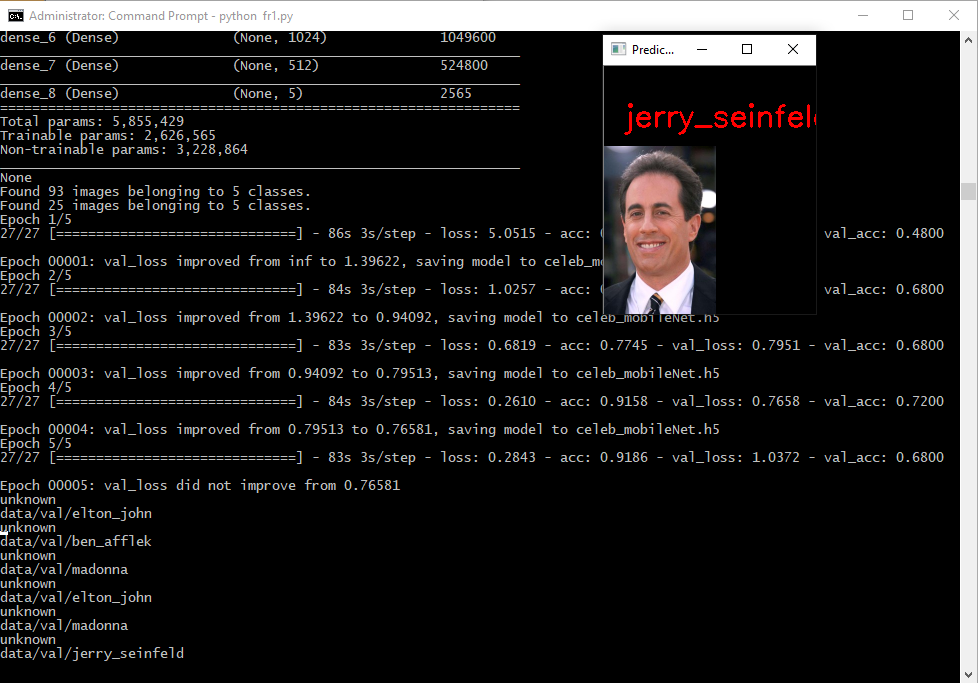 Administrator: Command Prompt - python fr1.py
dense_6 (Dense) (None, 1024) 1049600
dense_7 (Dense) (None, 512) 524800
dense_8 (Dense) (None, 5) 2565
=================================================================
Total params: 5,855,429
Trainable params: 2,626,565
Non-trainable params: 3,228,864
None
Found 93 images belonging to 5 classes.
Found 25 images belonging to 5 classes.
Epoch 1/5
27/27 [==============================] - 86s 3s/step - loss: 5.0515 - acc: val_acc: 0.4800
Epoch 00001: val_loss improved from inf to 1.39622, saving model to
Epoch 2/5
27/27 [==============================] - 84s 3s/step - loss: 1.0257 - acc: val_acc: 0.6800
Epoch 00002: val_loss improved from 1.39622 to 0.94092, saving model to celeb_mobileNet.h5
Epoch 3/5
27/27 [==============================] - 83s 3s/step - loss: 0.6819 - acc: 0.7745 - val_loss: 0.7951 - val_acc: 0.6800
Epoch 00003: val_loss improved from 0.94092 to 0.79513, saving model to celeb_mobileNet.h5
Epoch 4/5
27/27 [==============================] - 84s 3s/step - loss: 0.2610 - acc: 0.9158 - val_loss: 0.7658 - val_acc: 0.7200
Epoch 00004: val_loss improved from 0.79513 to 0.76581, saving model to celeb_mobileNet.h5
Epoch 5/5
27/27 [==============================] - 83s 3s/step - loss: 0.2843 - acc: 0.9186 - val_loss: 1.0372 - val_acc: 0.6800
Epoch 00005: val_loss did not improve from 0.76581
unknown
data/val/elton_john
unknown
data/val/ben_afflek
unknown
data/val/madonna
unknown
data/val/elton_john
unknown
data/val/madonna
unknown
data/val/jerry_seinfeld
Predic...
jerry_seinfel